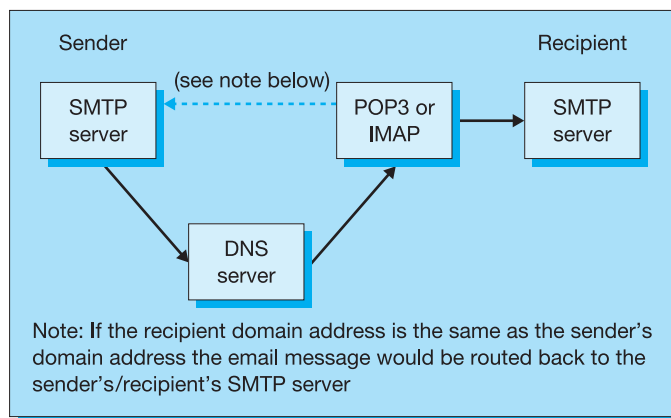 Sender
Recipient
(see note below)
SMTP
server
POP3 or
IMAP
SMTP
server
DNS
server
Note: If the recipient domain address is the same as the sender’s
domain address the email message would be routed back to the
sender’s/recipient’s SMTP server